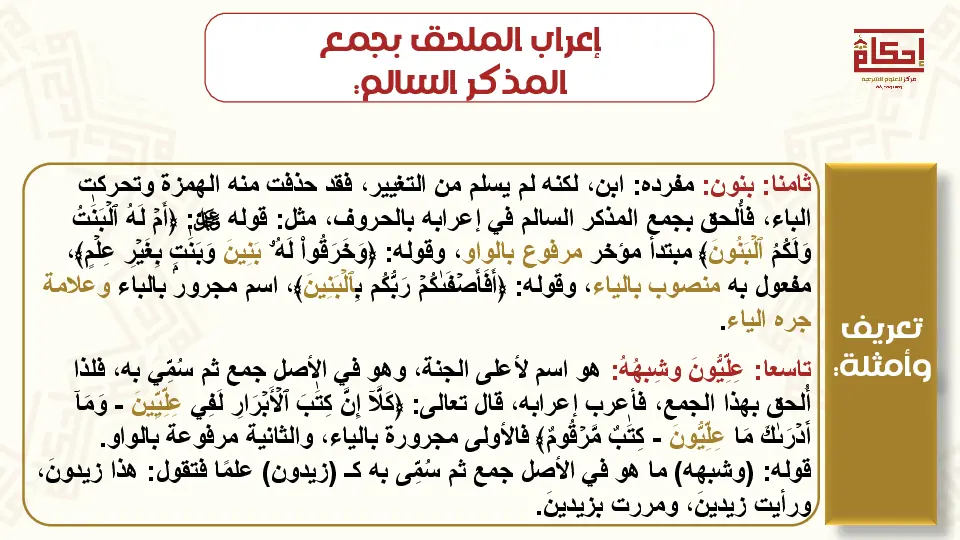 إعراب الملحق بجمع
المذكر السالم:
إحكام
مركز للعلوم الشرعية
تعريف
وأمثلة:
ثامنا: بنون: مفرده: ابن، لكنه لم يسلم من التغيير، فقد حذفت منه الهمزة وتحركت
الباء، فأُلحق بجمع المذكر السالم في إعرابه بالحروف، مثل: قوله ﷻ: ﴿أَمۡ لَهُ ٱلۡبَنَٰتُ
وَلَكُمُ ٱلۡبَنُونَ﴾ مبتدأ مؤخر مرفوع بالواو، وقوله: ﴿وَخَرَقُواْ لَهُۥ بَنِينَ وَبَنَٰتِۭ بِغَيۡرِ عِلۡمٖ﴾،
مفعول به منصوب بالياء، وقوله: ﴿أَفَأَصۡفَىٰكُمۡ رَبُّكُم بِٱلۡبَنِينَ﴾، اسم مجرور بالباء وعلامة
جره الياء.
تاسعا: عِلِّيُّونَ وشِبهُهُ: هو اسم لأعلى الجنة، وهو في الأصل جمع ثم سُمِّي به، فلذا
أُلحق بهذا الجمع، فأعرب إعرابه، قال تعالى: ﴿كَلَّآ إِنَّ كِتَٰبَ ٱلۡأَبۡرَارِ لَفِي عِلِّيِّينَ - وَمَآ
أَدۡرَىٰكَ مَا عِلِّيُّونَ - كِتَٰبٞ مَّرۡقُومٞ﴾ فالأولى مجرورة بالياء، والثانية مرفوعة بالواو.
قوله: (وشبهه) ما هو في الأصل جمع ثم سُمِّى به كـ (زيدون) علمًا فتقول: هذا زيدونَ،
ورأيت زيدينَ، ومررت بزيدينَ.